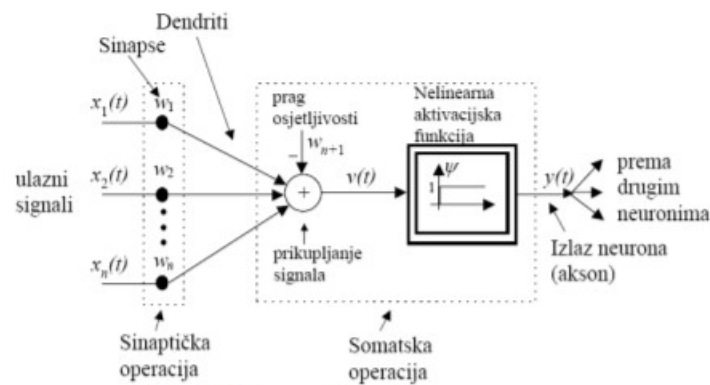 Dendriti
Sinapse
x1(t)
w1
ulazni
signali
x2(t)
w2
xn(t)
wn
Sinaptička
operacija
prag
osjetljivosti
−
wn+1
+
prikupljanje
signala
v(t)
Nelinearna
aktivacijska
funkcija
ψ
1
Somatska
operacija
y(t)
prema
drugim
neuronima
Izlaz neurona
(akson)